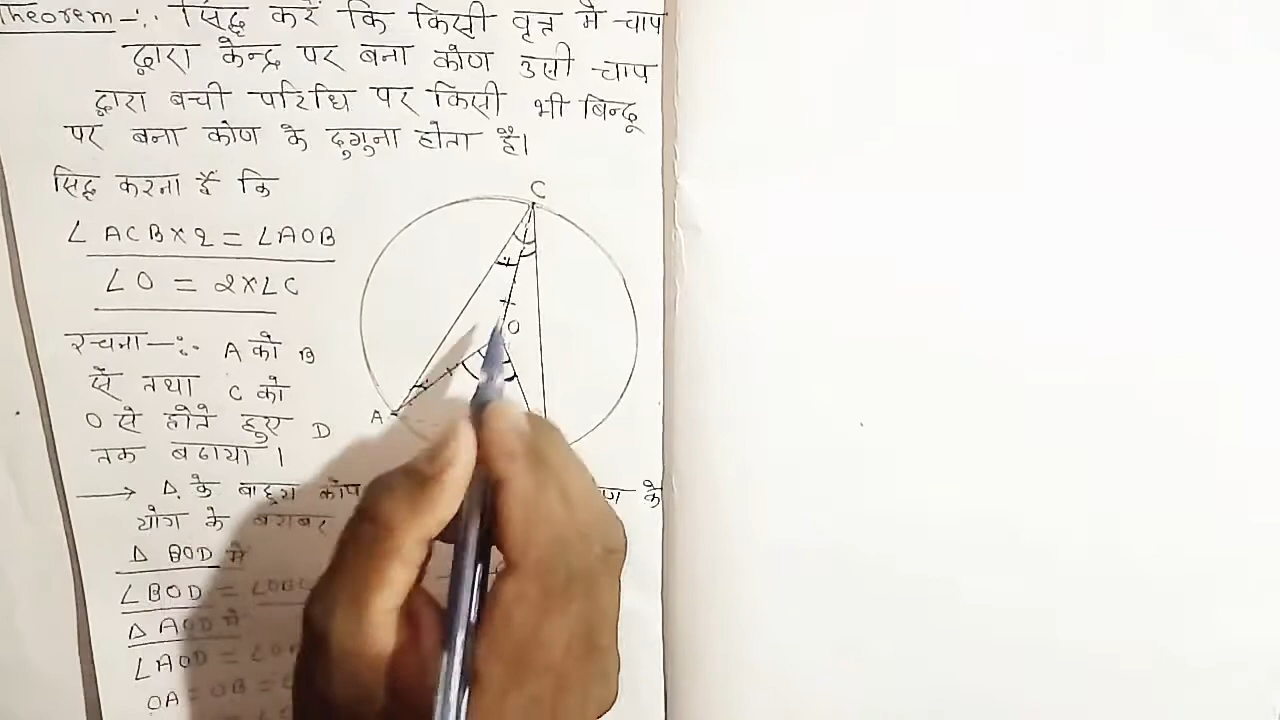 Theorem-:. सिद्ध करें कि किसी वृत्त में चाप
द्वारा केन्द्र पर बना कोण उसी चाप
द्वारा बची परिधि पर किसी भी बिन्दू
पर बना कोण के दुगुना होता है।
सिद्ध करना है कि
∠ACB×2 = ∠AOB
∠O = 2×∠C
रचना—:. A को B
सें तथा C को
O से होते हुए D
तक बढाया ।
C
O
A
→ Δ. के
के
योग के बराबर
Δ BOD में
∠BOD = ∠OBC
Δ AOD में
∠AOD =
OA = OB =